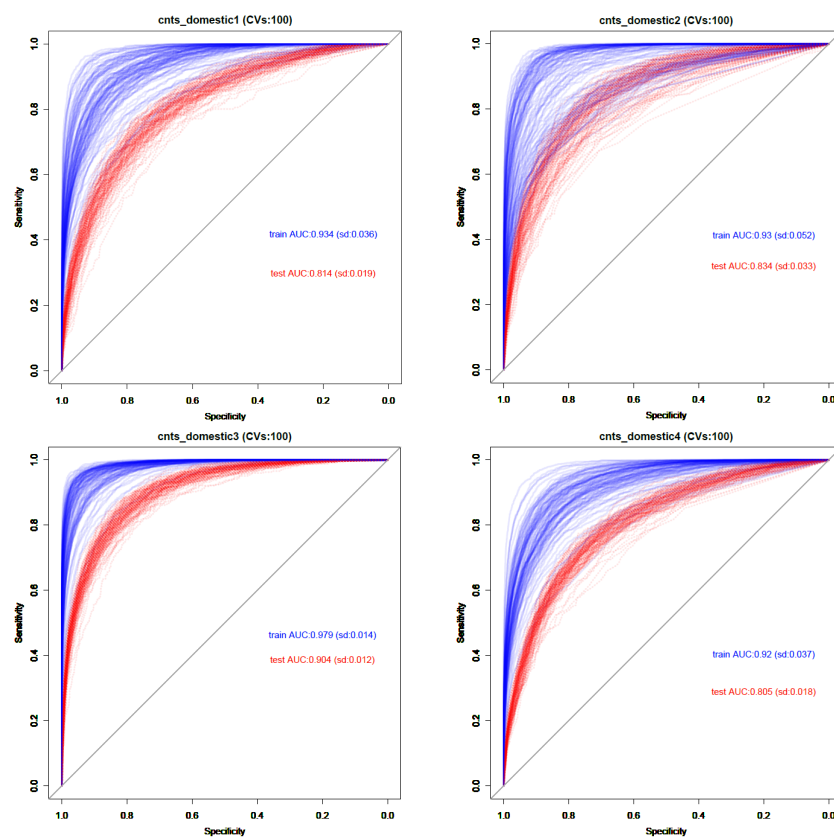 cnts_domestic1 (CVs:100)
1.0
0.8
0.6
0.4
0.2
0.0
Sensitivity
train AUC:0.934 (sd:0.036)
test AUC:0.814 (sd:0.019)
1.0 0.8 0.6 0.4 0.2 0.0
Specificity
cnts_domestic2 (CVs:100)
1.0
0.8
0.6
0.4
0.2
0.0
Sensitivity
train AUC:0.93 (sd:0.052)
test AUC:0.834 (sd:0.033)
1.0 0.8 0.6 0.4 0.2 0.0
Specificity
cnts_domestic3 (CVs:100)
1.0
0.8
0.6
0.4
0.2
0.0
Sensitivity
train AUC:0.979 (sd:0.014)
test AUC:0.904 (sd:0.012)
1.0 0.8 0.6 0.4 0.2 0.0
Specificity
cnts_domestic4 (CVs:100)
1.0
0.8
0.6
0.4
0.2
0.0
Sensitivity
train AUC:0.92 (sd:0.037)
test AUC:0.805 (sd:0.018)
1.0 0.8 0.6 0.4 0.2 0.0
Specificity